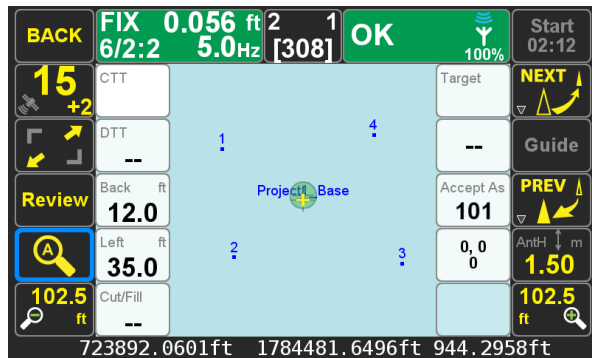 BACK
FIX 0.056 ft
6/2:2 5.0Hz
2 1
[308]
OK
100%
Start
02:12
15
+2
CTT
Target
NEXT
DTT
--
--
Guide
1
4
Review
Back ft
12.0
Project1_Base
Accept As
101
PREV
A
Left ft
35.0
2
3
0, 0
0
AntH m
1.50
102.5
ft
Cut/Fill
--
102.5
ft
723892.0601ft 1784481.6496ft 944.2958ft